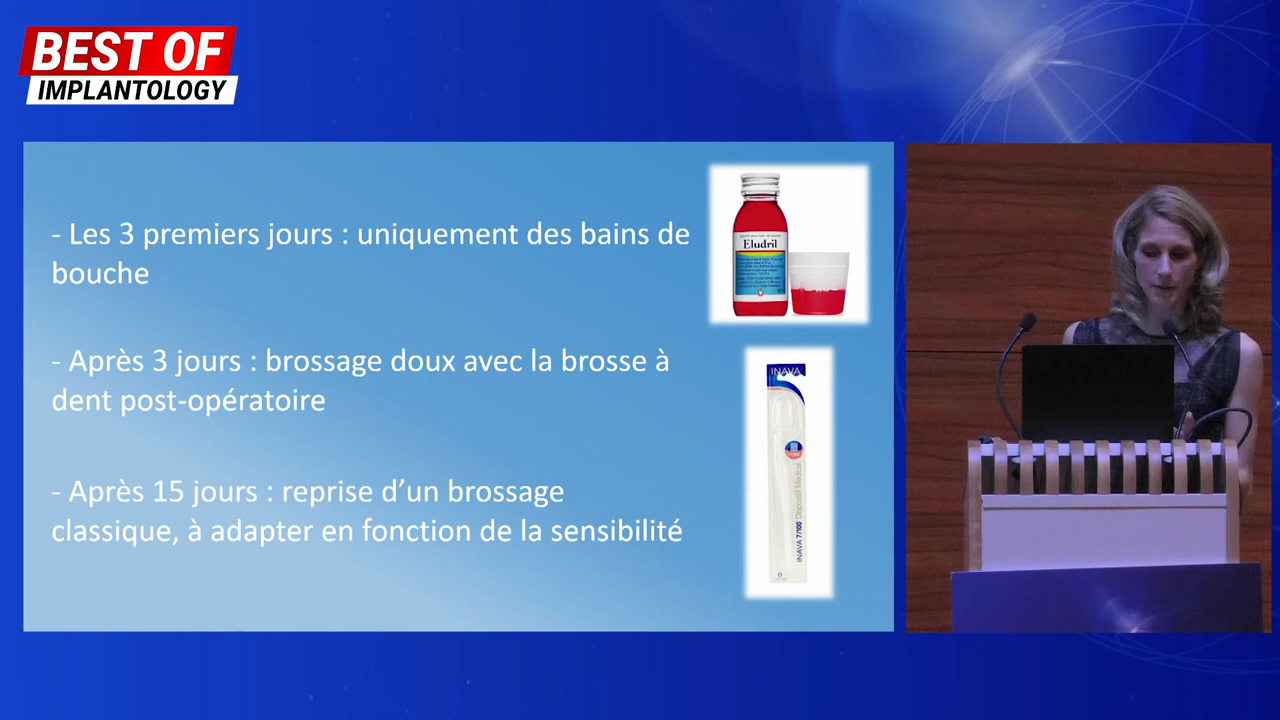 BEST OF
IMPLANTOLOGY
- Les 3 premiers jours : uniquement des bains de
bouche
Eludril
- Après 3 jours : brossage doux avec la brosse à
dent post-opératoire
INAVA
- Après 15 jours : reprise d’un brossage
classique, à adapter en fonction de la sensibilité
INAVA 7/100 Dispositif Médical